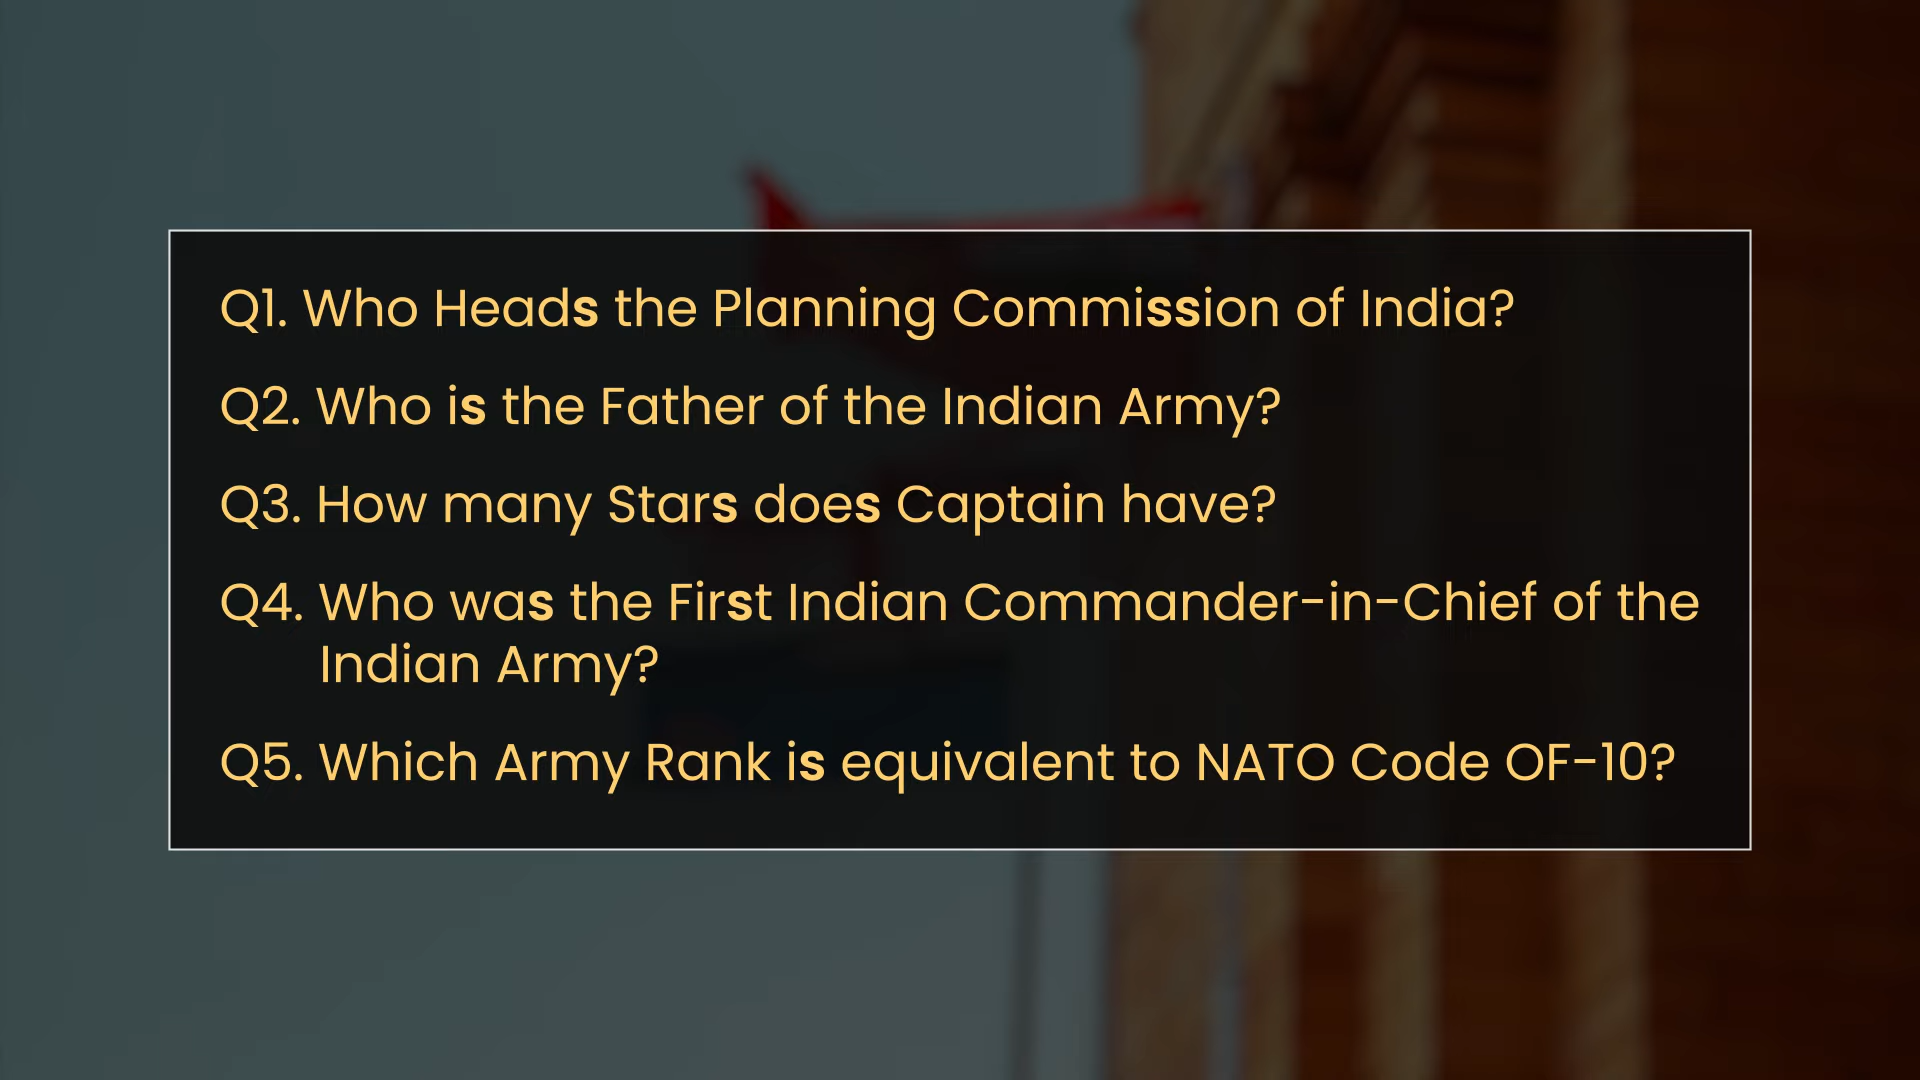 Q1. Who Heads the Planning Commission of India?
Q2. Who is the Father of the Indian Army?
Q3. How many Stars does Captain have?
Q4. Who was the First Indian Commander-in-Chief of the
Indian Army?
Q5. Which Army Rank is equivalent to NATO Code OF-10?